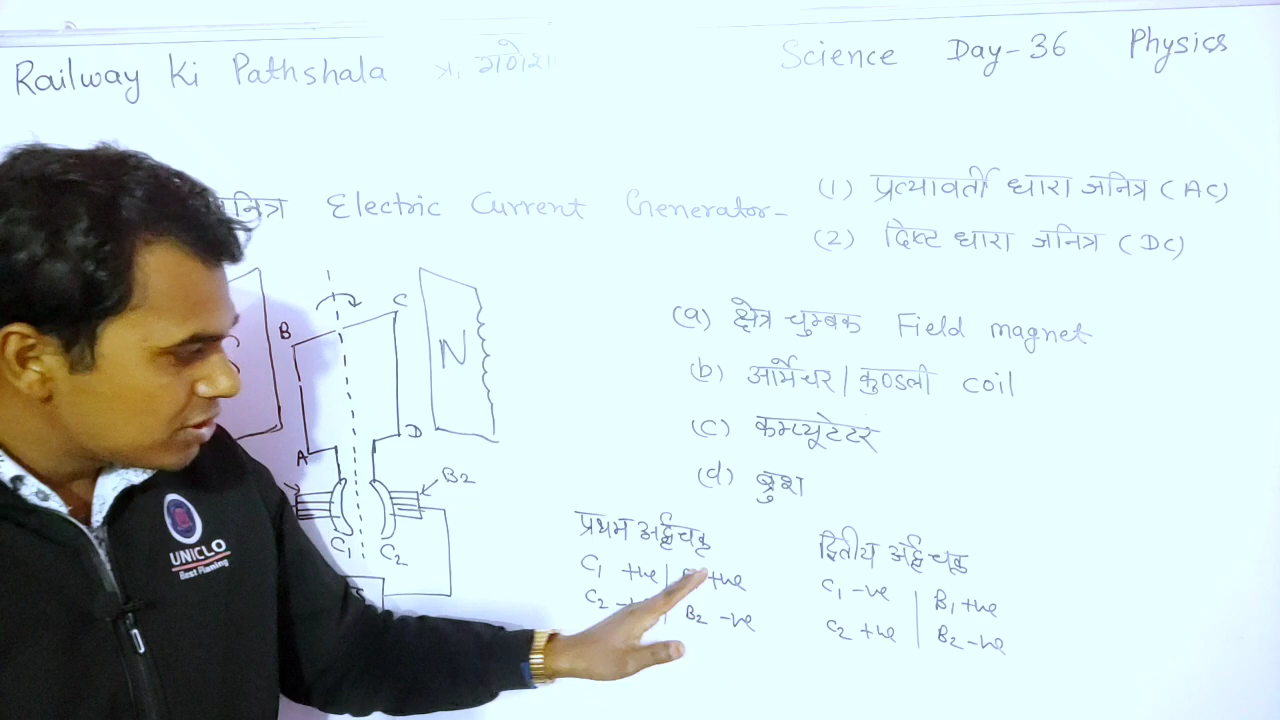 Railway Ki Pathshala
Science Day-36 Physics
Electric Current Generator-
(1) प्रत्यावर्ती धारा जनित्र (AC)
(2) दिष्ट धारा जनित्र (DC)
(a) क्षेत्र चुम्बक Field magnet
(b) आर्मेचर / कुण्डली coil
(c) कम्प्यूटेटर
(d) ब्रुश
B
C
N
A
D
B2
C1
C2
प्रथम अर्द्धचक्र
C1 +ve | +ve
C2 | B2 -ve
द्वितीय अर्द्धचक्र
C1 -ve | B1 +ve
C2 +ve | B2 -ve
UNICLO